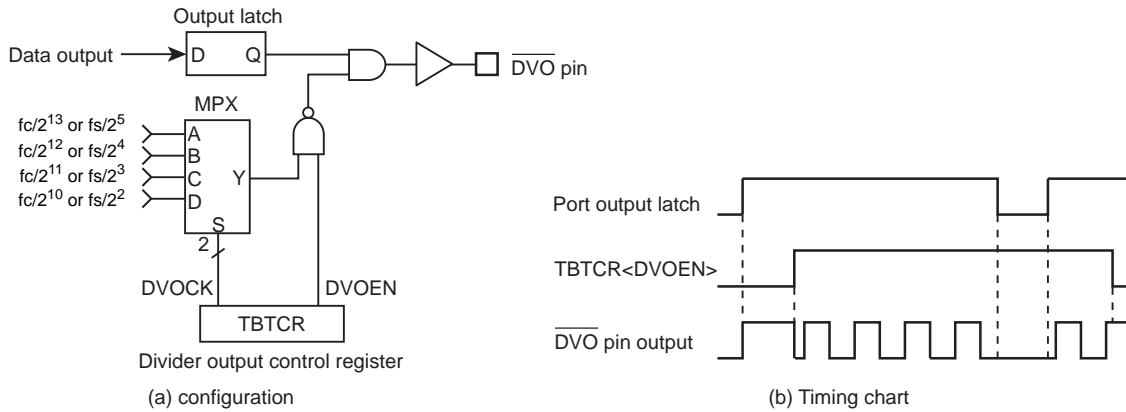 Output latch
Data output
D
Q
DVO pin
MPX
fc/2^13 or fs/2^5
fc/2^12 or fs/2^4
fc/2^11 or fs/2^3
fc/2^10 or fs/2^2
A
B
C
D
Y
S
2
DVOCK
DVOEN
TBTCR
Divider output control register
(a) configuration
Port output latch
TBTCR<DVOEN>
DVO pin output
(b) Timing chart